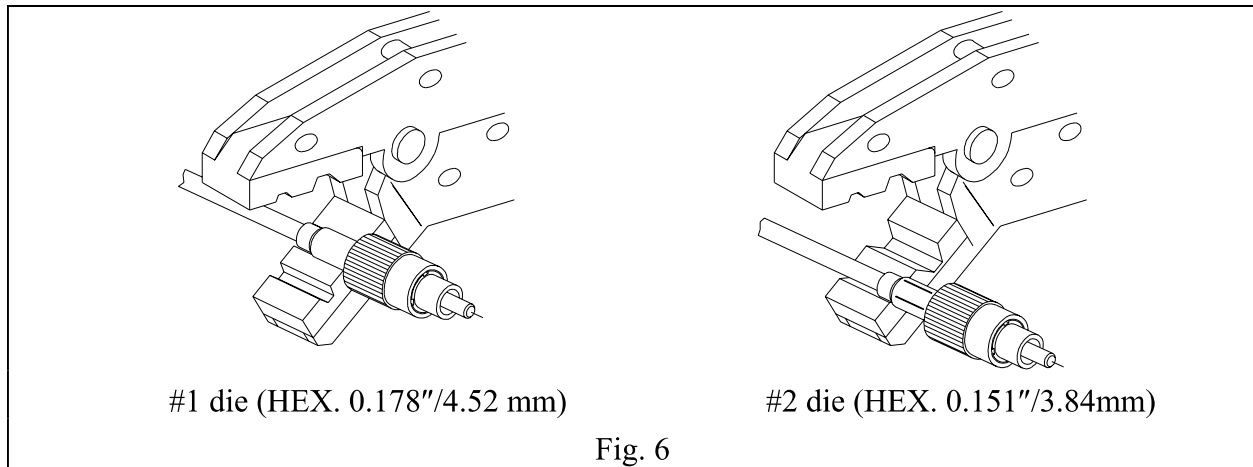 #1 die (HEX. 0.178″/4.52 mm)
#2 die (HEX. 0.151″/3.84mm)
Fig. 6